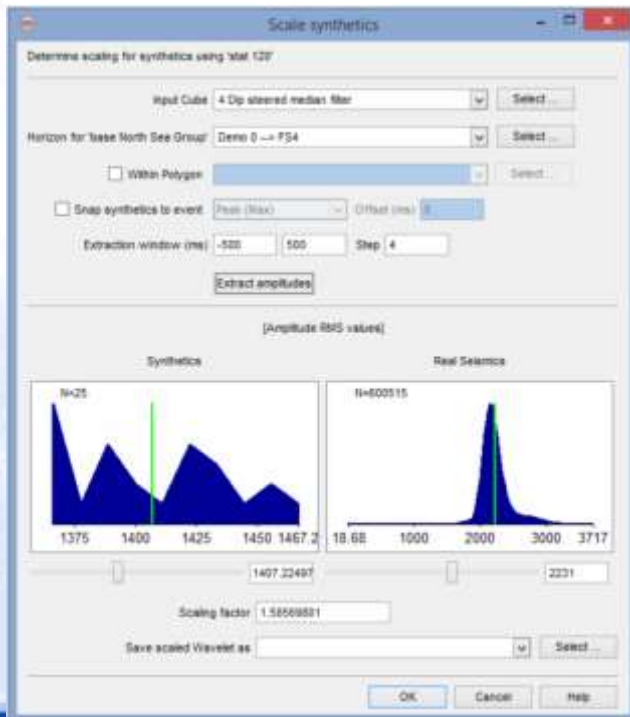 Scale synthetics
Determine scaling for synthetics using 'stat 120'
Input Cube 4 Dip steered median filter Select ...
Horizon for 'base North Sea Group' Demo 0 --> FS4 Select ...
Within Polygon Select ...
Snap synthetics to event Peak (Max) Offset (ms) 0
Extraction window (ms) -500 500 Step 4
Extract amplitudes
[Amplitude RMS values]
Synthetics Real Seismics
N=25 N=600515
1375 1400 1425 1450 1467.2 18.68 1000 2000 3000 3717
1407.22497 2231
Scaling factor
Save scaled Wavelet as Select ...
OK Cancel Help